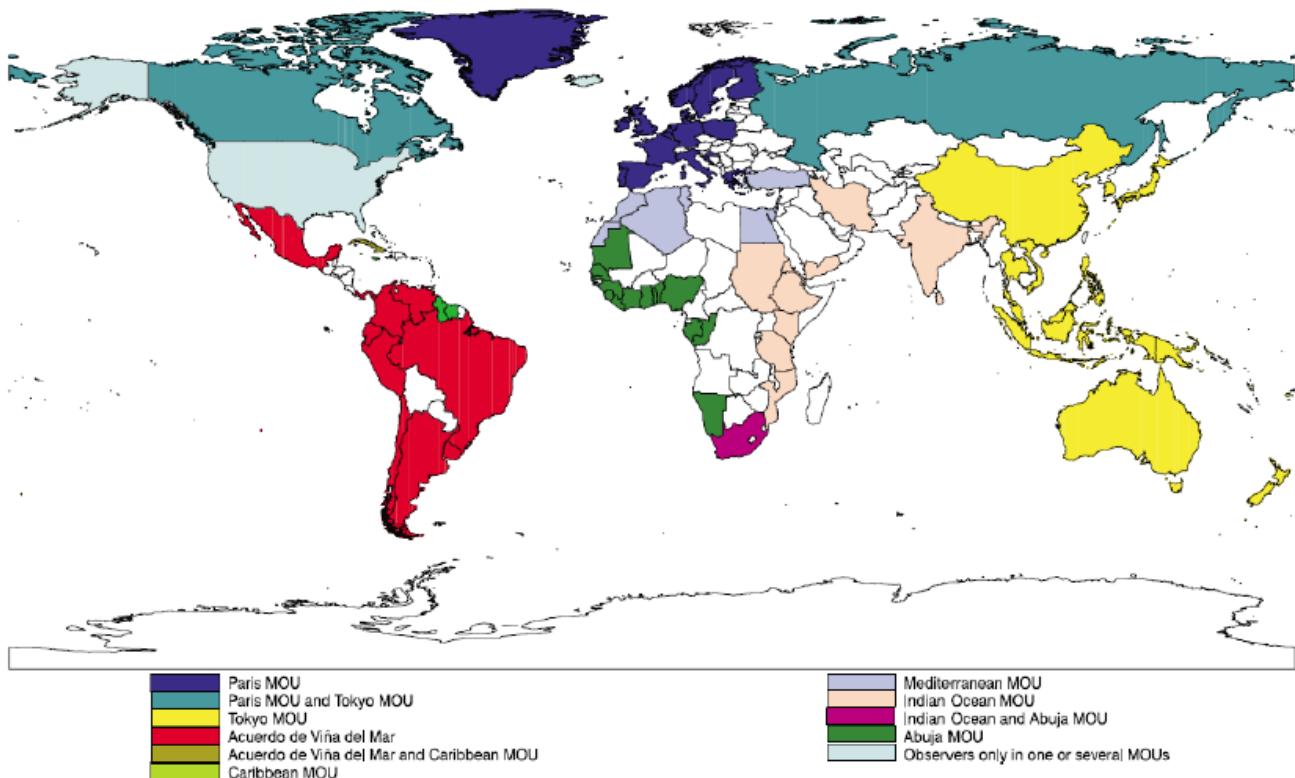 Paris MOU
Paris MOU and Tokyo MOU
Tokyo MOU
Acuerdo de Viña del Mar
Acuerdo de Viña del Mar and Caribbean MOU
Caribbean MOU
Mediterranean MOU
Indian Ocean MOU
Indian Ocean and Abuja MOU
Abuja MOU
Observers only in one or several MOUs